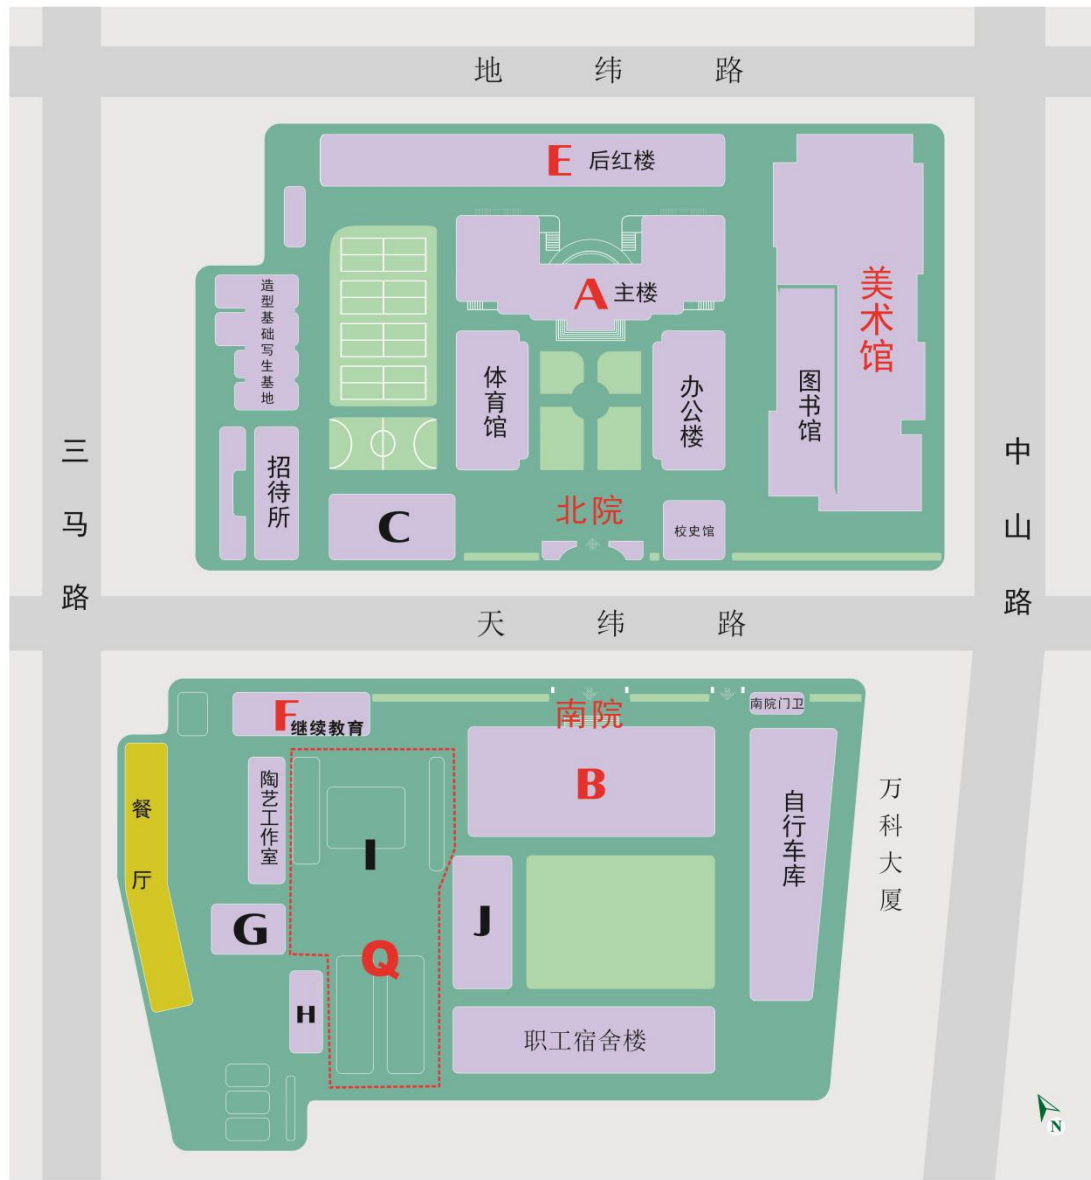 地纬路
E 后红楼
A 主楼
造型基础写生基地
体育馆
办公楼
图书馆
美术馆
三马路
中山路
招待所
C
北院
校史馆
天纬路
F 继续教育
南院
南院门卫
餐厅
陶艺工作室
I
B
自行车库
万科大厦
G
J
Q
H
职工宿舍楼
N